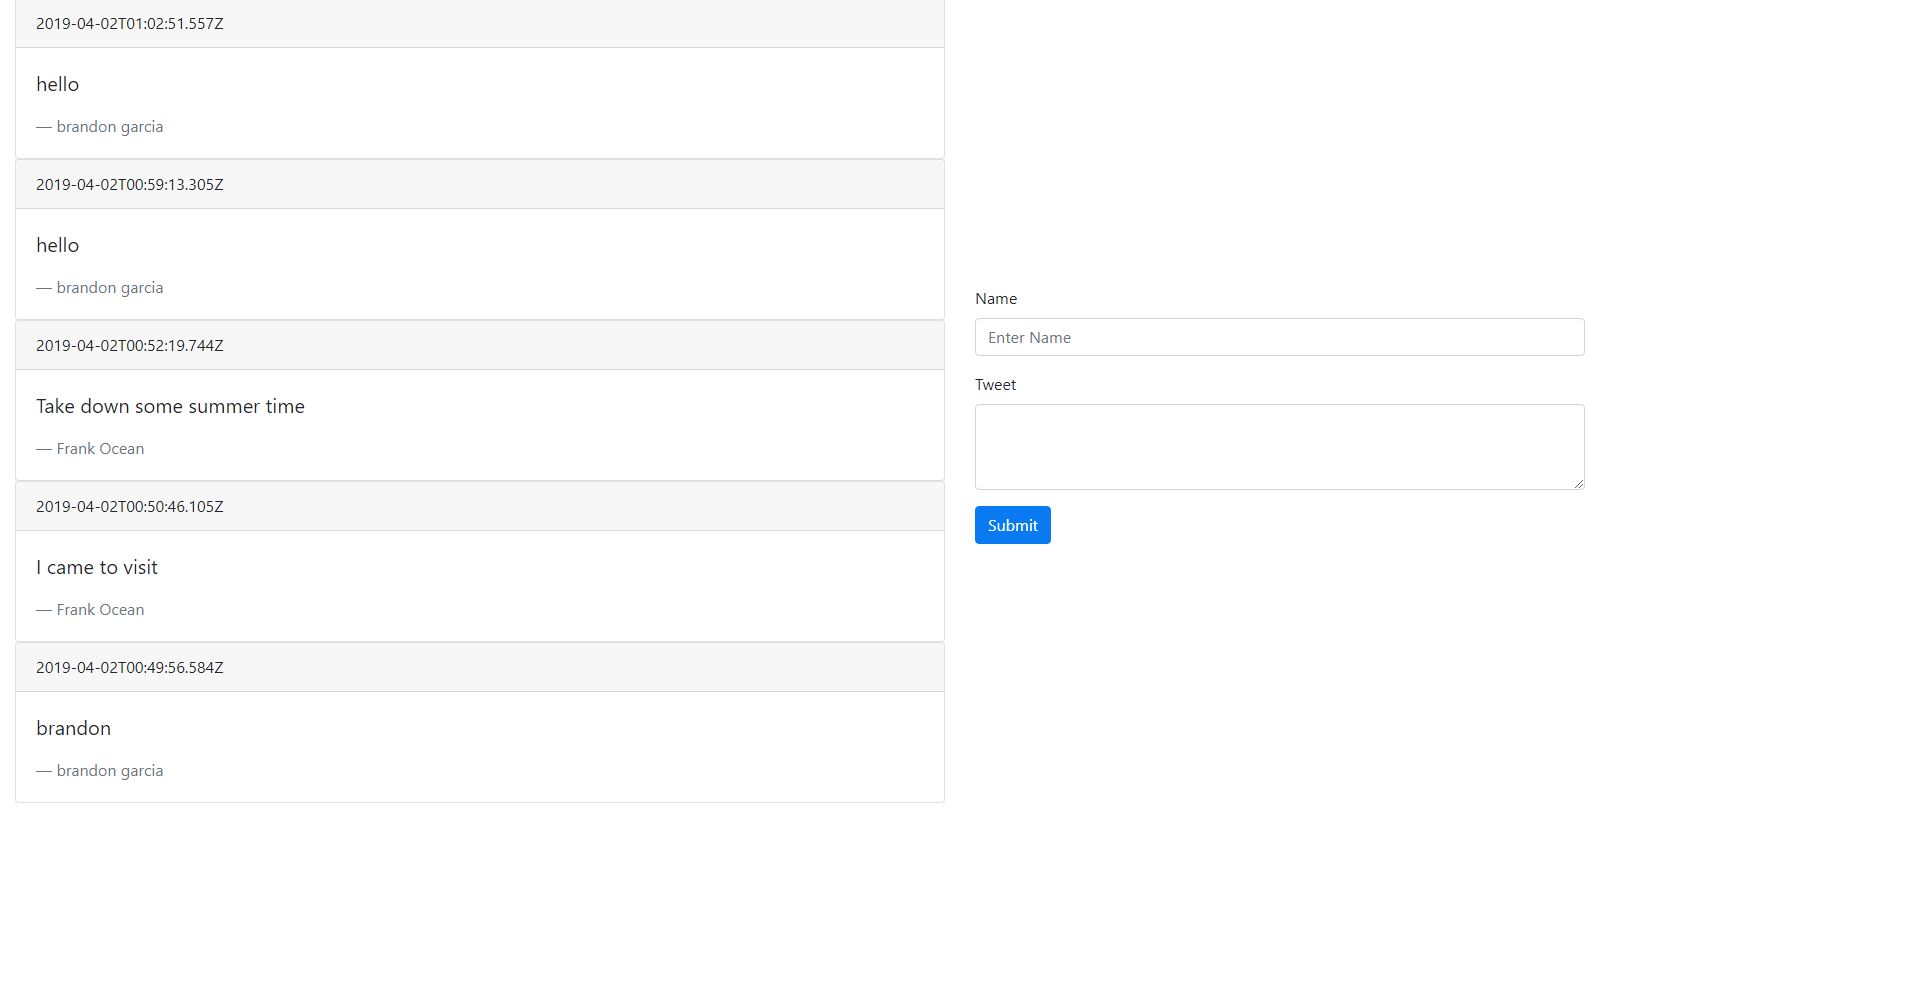 2019-04-02T01:02:51.557Z
hello
— brandon garcia
2019-04-02T00:59:13.305Z
hello
— brandon garcia
2019-04-02T00:52:19.744Z
Take down some summer time
— Frank Ocean
2019-04-02T00:50:46.105Z
I came to visit
— Frank Ocean
2019-04-02T00:49:56.584Z
brandon
— brandon garcia
Name
Enter Name
Tweet
Submit